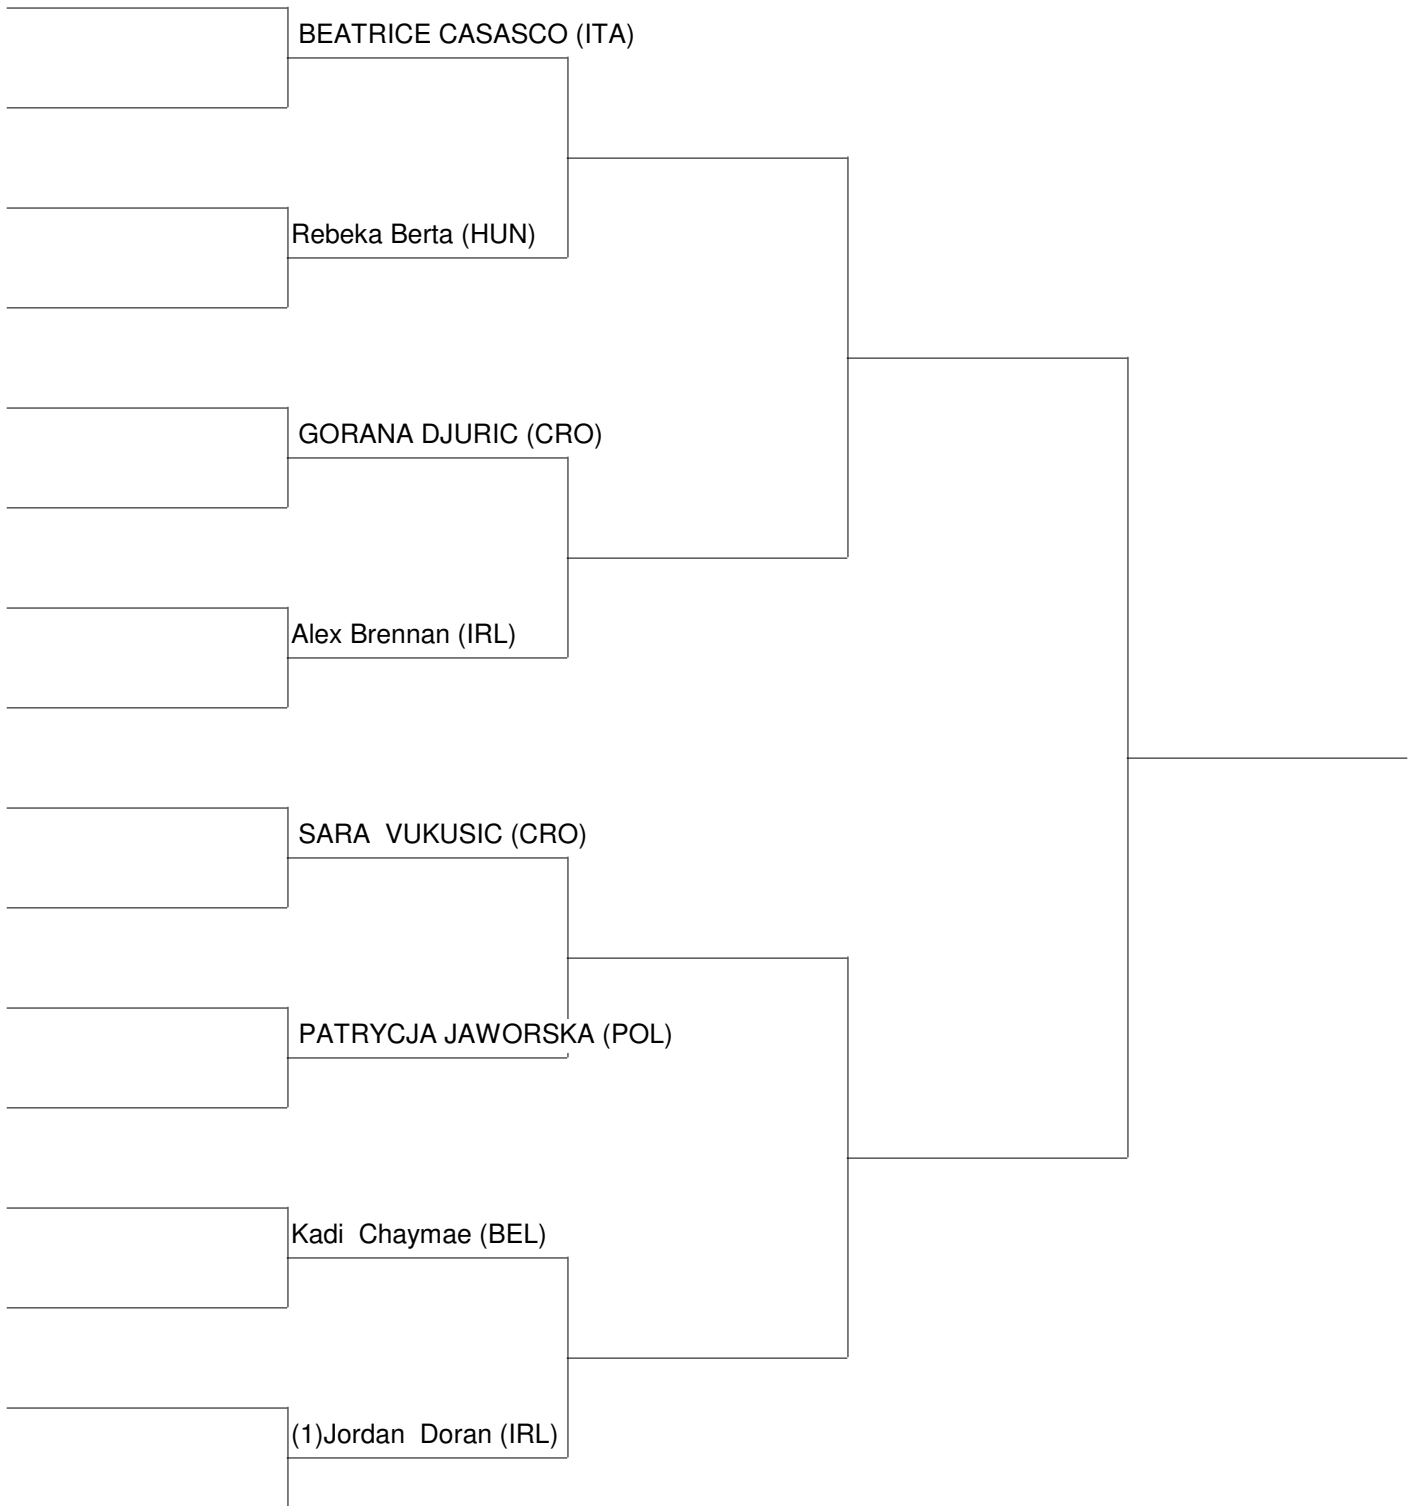 BEATRICE CASASCO (ITA)
Rebeka Berta (HUN)
GORANA DJURIC (CRO)
Alex Brennan (IRL)
SARA  VUKUSIC (CRO)
PATRYCJA JAWORSKA (POL)
Kadi  Chaymae (BEL)
(1)Jordan  Doran (IRL)